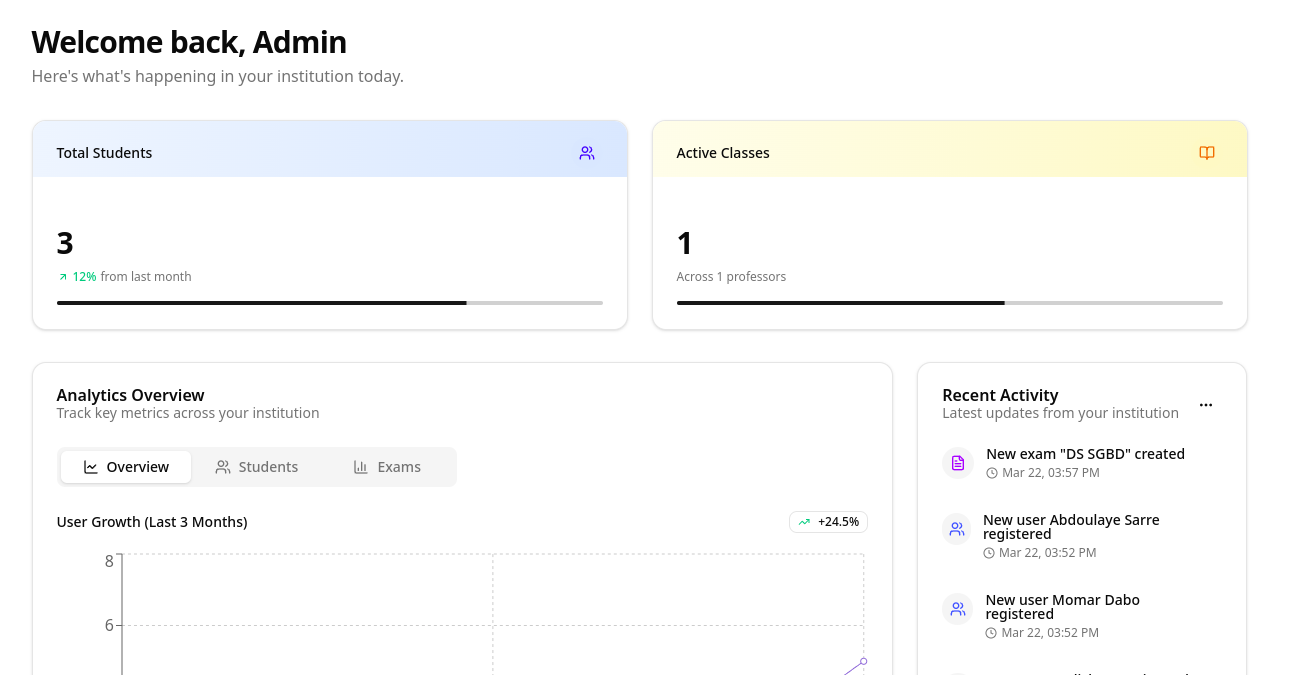 Welcome back, Admin
Here's what's happening in your institution today.
Total Students
3
12% from last month
Active Classes
1
Across 1 professors
Analytics Overview
Track key metrics across your institution
Overview
Students
Exams
User Growth (Last 3 Months)
+24.5%
8
6
Recent Activity
Latest updates from your institution
New exam "DS SGBD" created
Mar 22, 03:57 PM
New user Abdoulaye Sarre
registered
Mar 22, 03:52 PM
New user Momar Dabo
registered
Mar 22, 03:52 PM